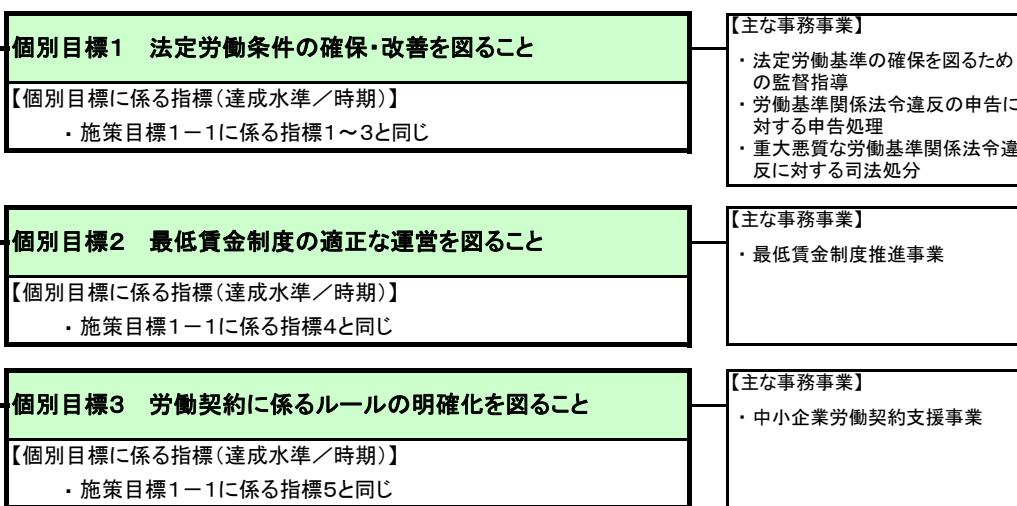 個別目標1 法定労働条件の確保・改善を図ること
【個別目標に係る指標(達成水準/時期)】
・施策目標1-1に係る指標1~3と同じ
【主な事務事業】
・法定労働基準の確保を図るため
の監督指導
・労働基準関係法令違反の申告に
対する申告処理
・重大悪質な労働基準関係法令違
反に対する司法処分
個別目標2 最低賃金制度の適正な運営を図ること
【個別目標に係る指標(達成水準/時期)】
・施策目標1-1に係る指標4と同じ
【主な事務事業】
・最低賃金制度推進事業
個別目標3 労働契約に係るルールの明確化を図ること
【個別目標に係る指標(達成水準/時期)】
・施策目標1-1に係る指標5と同じ
【主な事務事業】
・中小企業労働契約支援事業